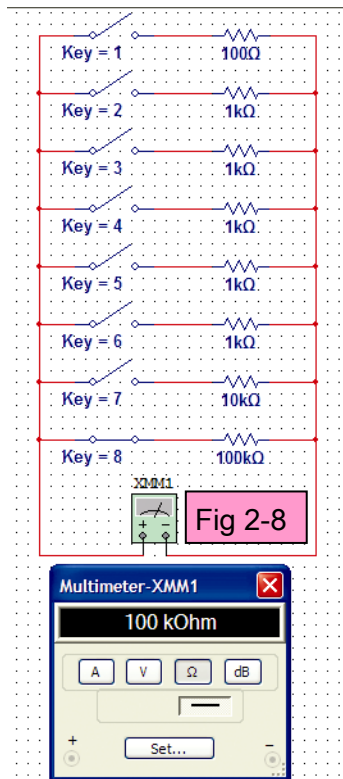 100Ω
Key = 1
1kΩ
Key = 2
1kΩ
Key = 3
1kΩ
Key = 4
1kΩ
Key = 5
1kΩ
Key = 6
10kΩ
Key = 7
100kΩ
Key = 8
XMM1
+ −
Fig 2-8
Multimeter-XMM1
100 kOhm
A V Ω dB
+ Set... −